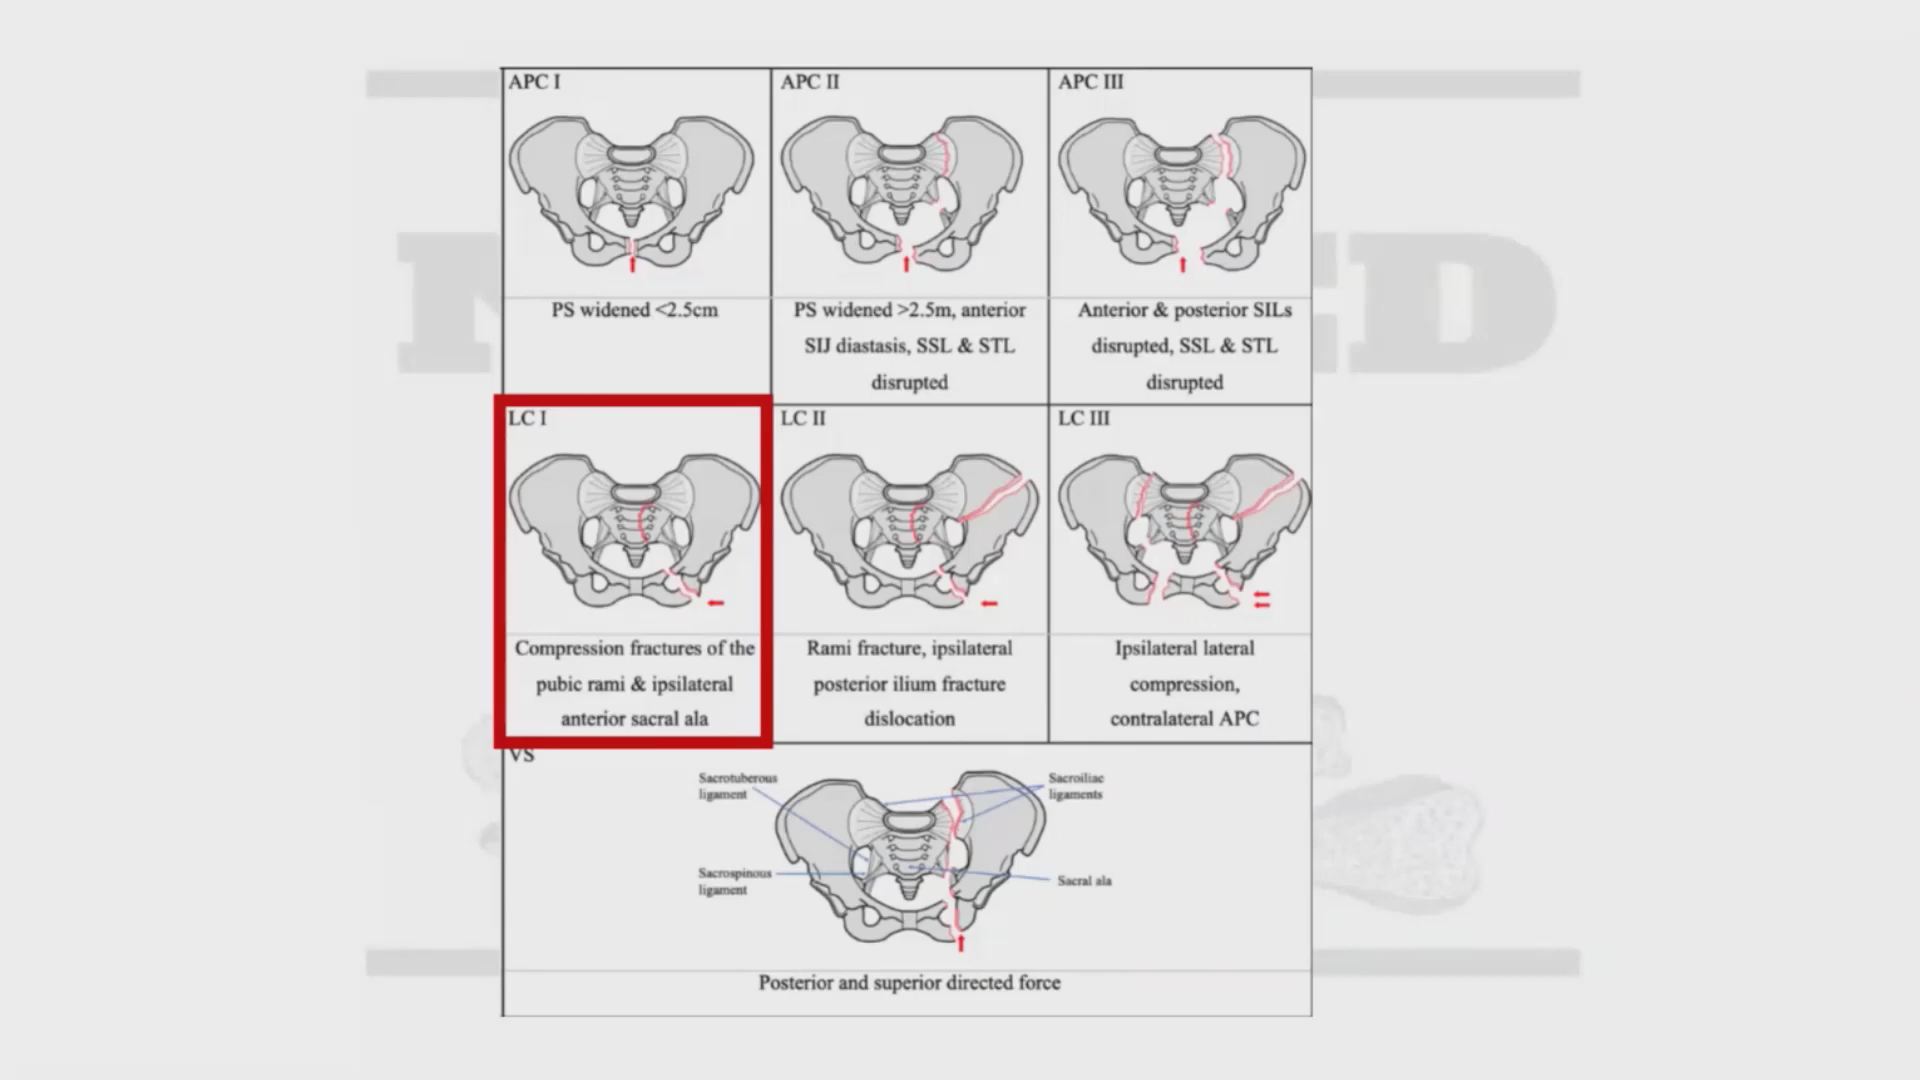 APC I
APC II
APC III
PS widened <2.5cm
PS widened >2.5m, anterior
SIJ diastasis, SSL & STL
disrupted
Anterior & posterior SILs
disrupted, SSL & STL
disrupted
LC I
LC II
LC III
Compression fractures of the
pubic rami & ipsilateral
anterior sacral ala
Rami fracture, ipsilateral
posterior ilium fracture
dislocation
Ipsilateral lateral
compression,
contralateral APC
VS
Sacrotuberous
ligament
Sacroiliac
ligaments
Sacrospinous
ligament
Sacral ala
Posterior and superior directed force